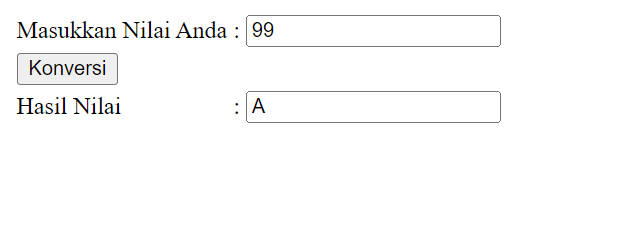 Masukkan Nilai Anda : 99
Konversi
Hasil Nilai : A